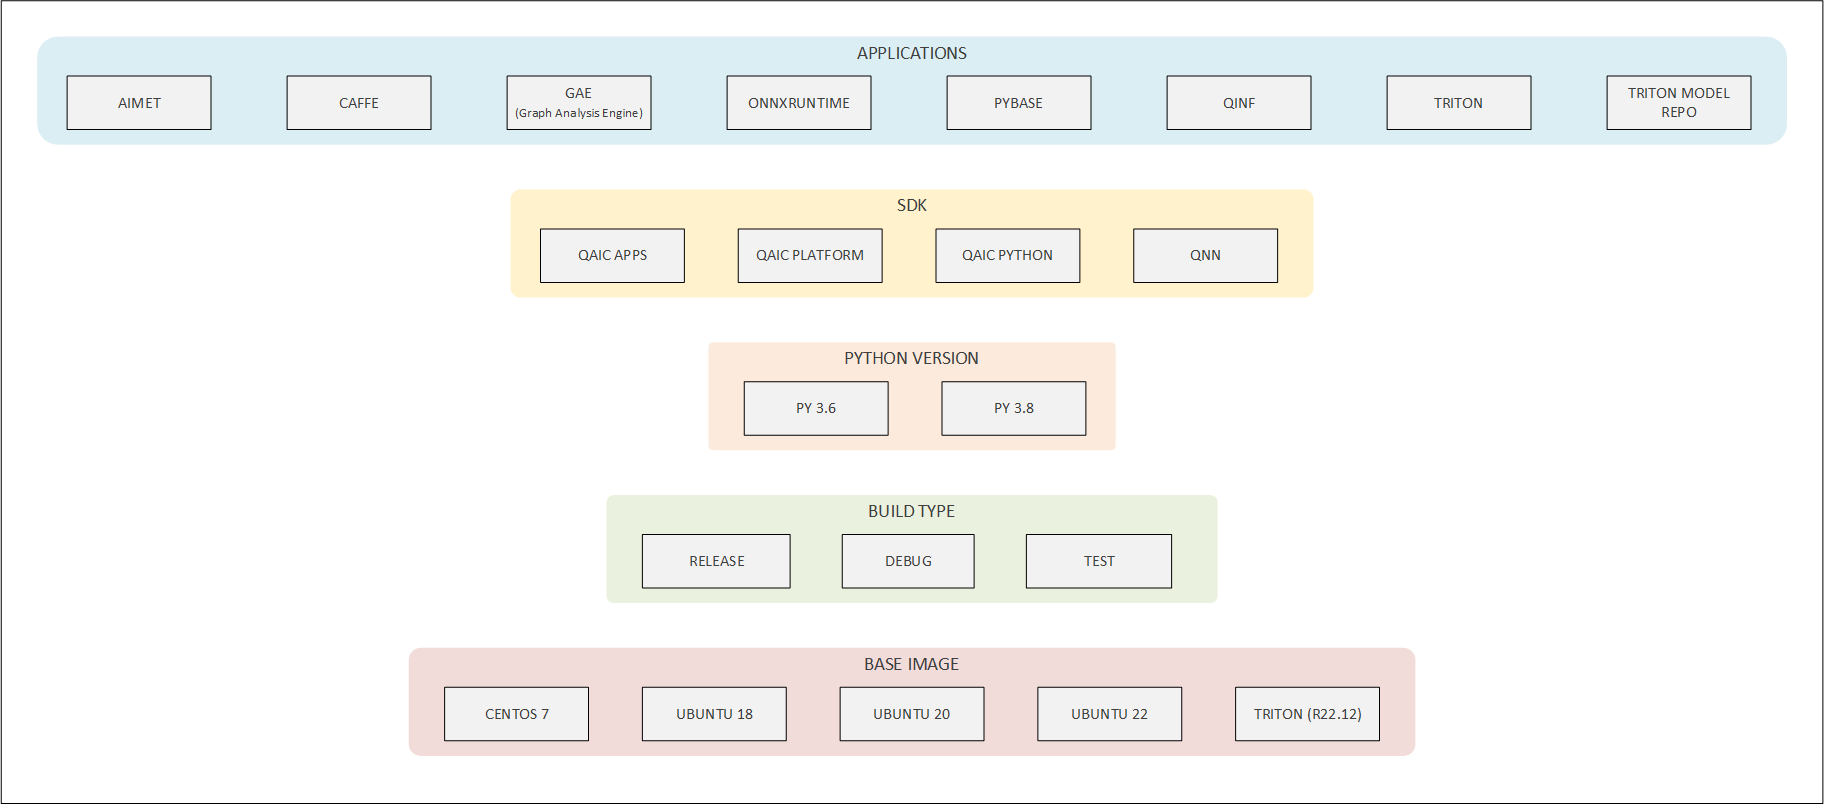 APPLICATIONS
AIMET
CAFFE
GAE
(Graph Analysis Engine)
ONNXRUNTIME
PYBASE
QINF
TRITON
TRITON MODEL
REPO
SDK
QAIC APPS
QAIC PLATFORM
QAIC PYTHON
QNN
PYTHON VERSION
PY 3.6
PY 3.8
BUILD TYPE
RELEASE
DEBUG
TEST
BASE IMAGE
CENTOS 7
UBUNTU 18
UBUNTU 20
UBUNTU 22
TRITON (R22.12)